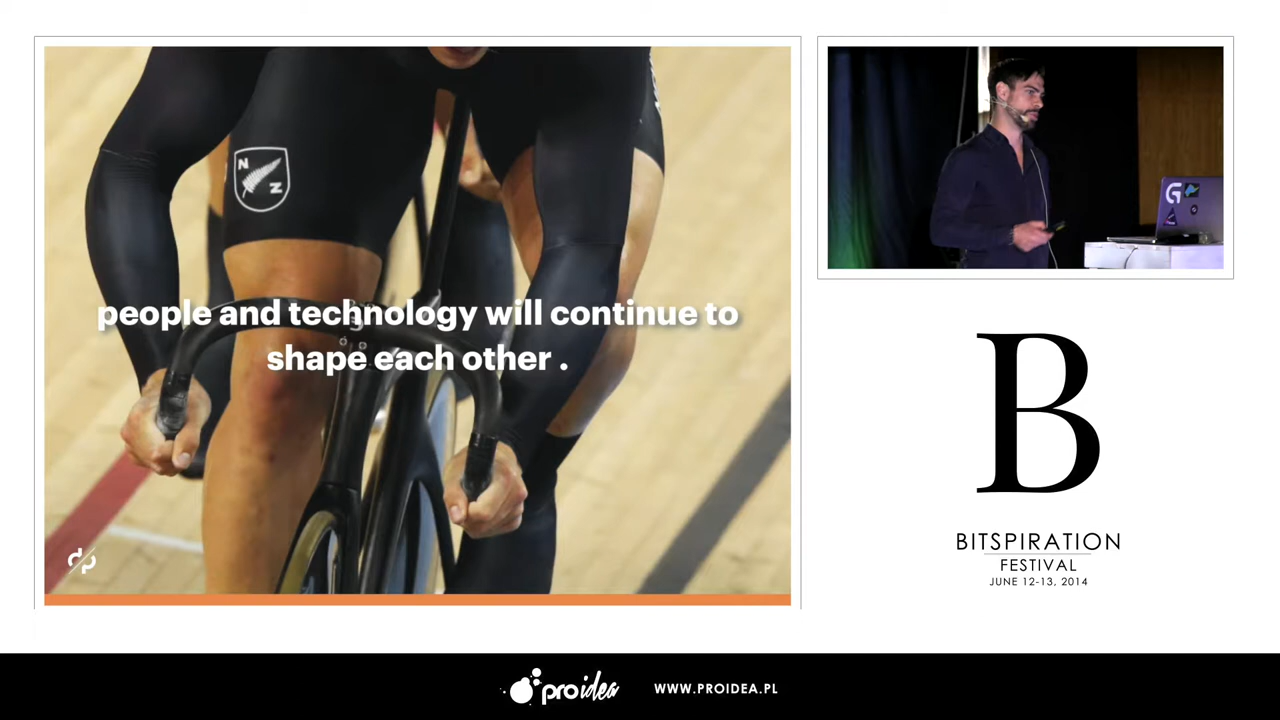 N
Z
people and technology will continue to
shape each other .
dp
G
B
BITSPIRATION
FESTIVAL
JUNE 12-13, 2014
proidea
WWW.PROIDEA.PL